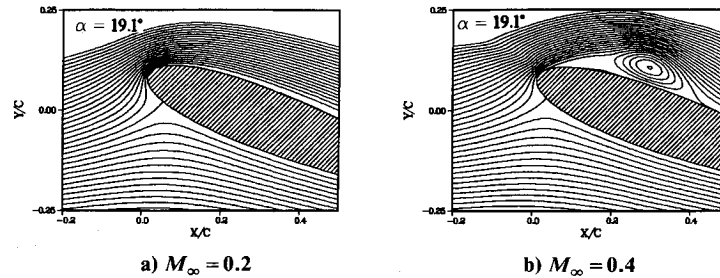 0.25
α = 19.1°
Y/C
0.00
-0.25
-0.2
0.0
0.2
0.4
X/C
a) M∞ = 0.2
0.25
α = 19.1°
Y/C
0.00
-0.25
-0.2
0.0
0.2
0.4
X/C
b) M∞ = 0.4